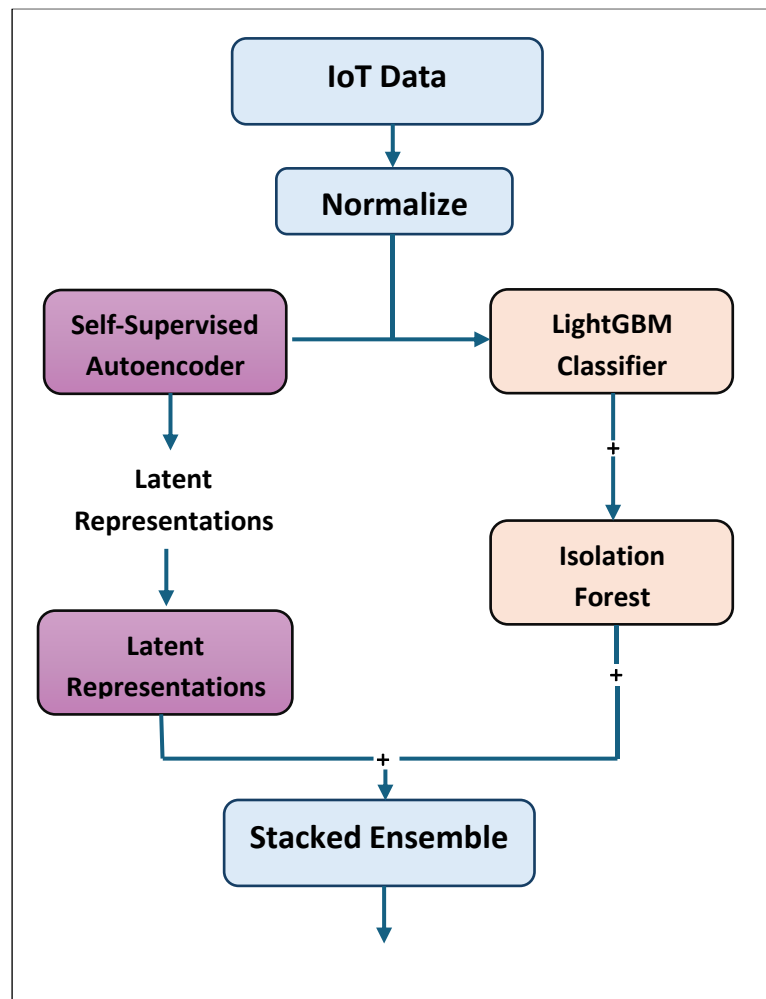 IoT Data
Normalize
Self-Supervised
Autoencoder
LightGBM
Classifier
+
Latent
Representations
Isolation
Forest
Latent
Representations
+
+
Stacked Ensemble